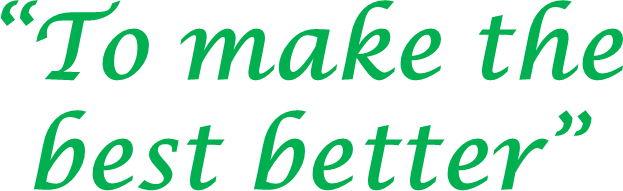 “To make the
best better”